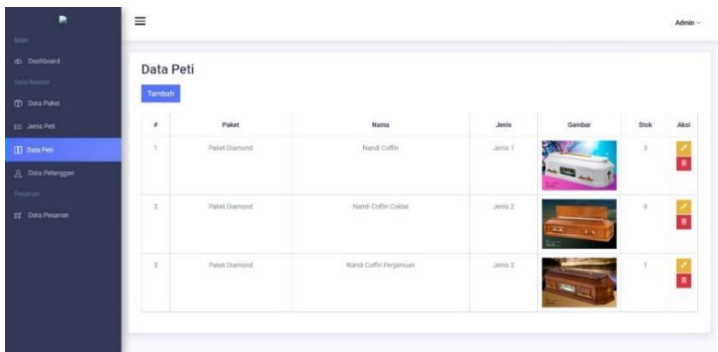 Admin
Main
Dashboard
Data Master
Data Paket
Jenis Peti
Data Peti
Data Pelanggan
Pesanan
Data Pesanan
Data Peti
Tambah
# Paket Nama Jenis Gambar Stok Aksi
1 Paket Diamond Nandi Coffin Jenis 1 3
2 Paket Diamond Nandi Coffin Coklat Jenis 2 9
3 Paket Diamond Nandi Coffin Perjamuan Jenis 3 1